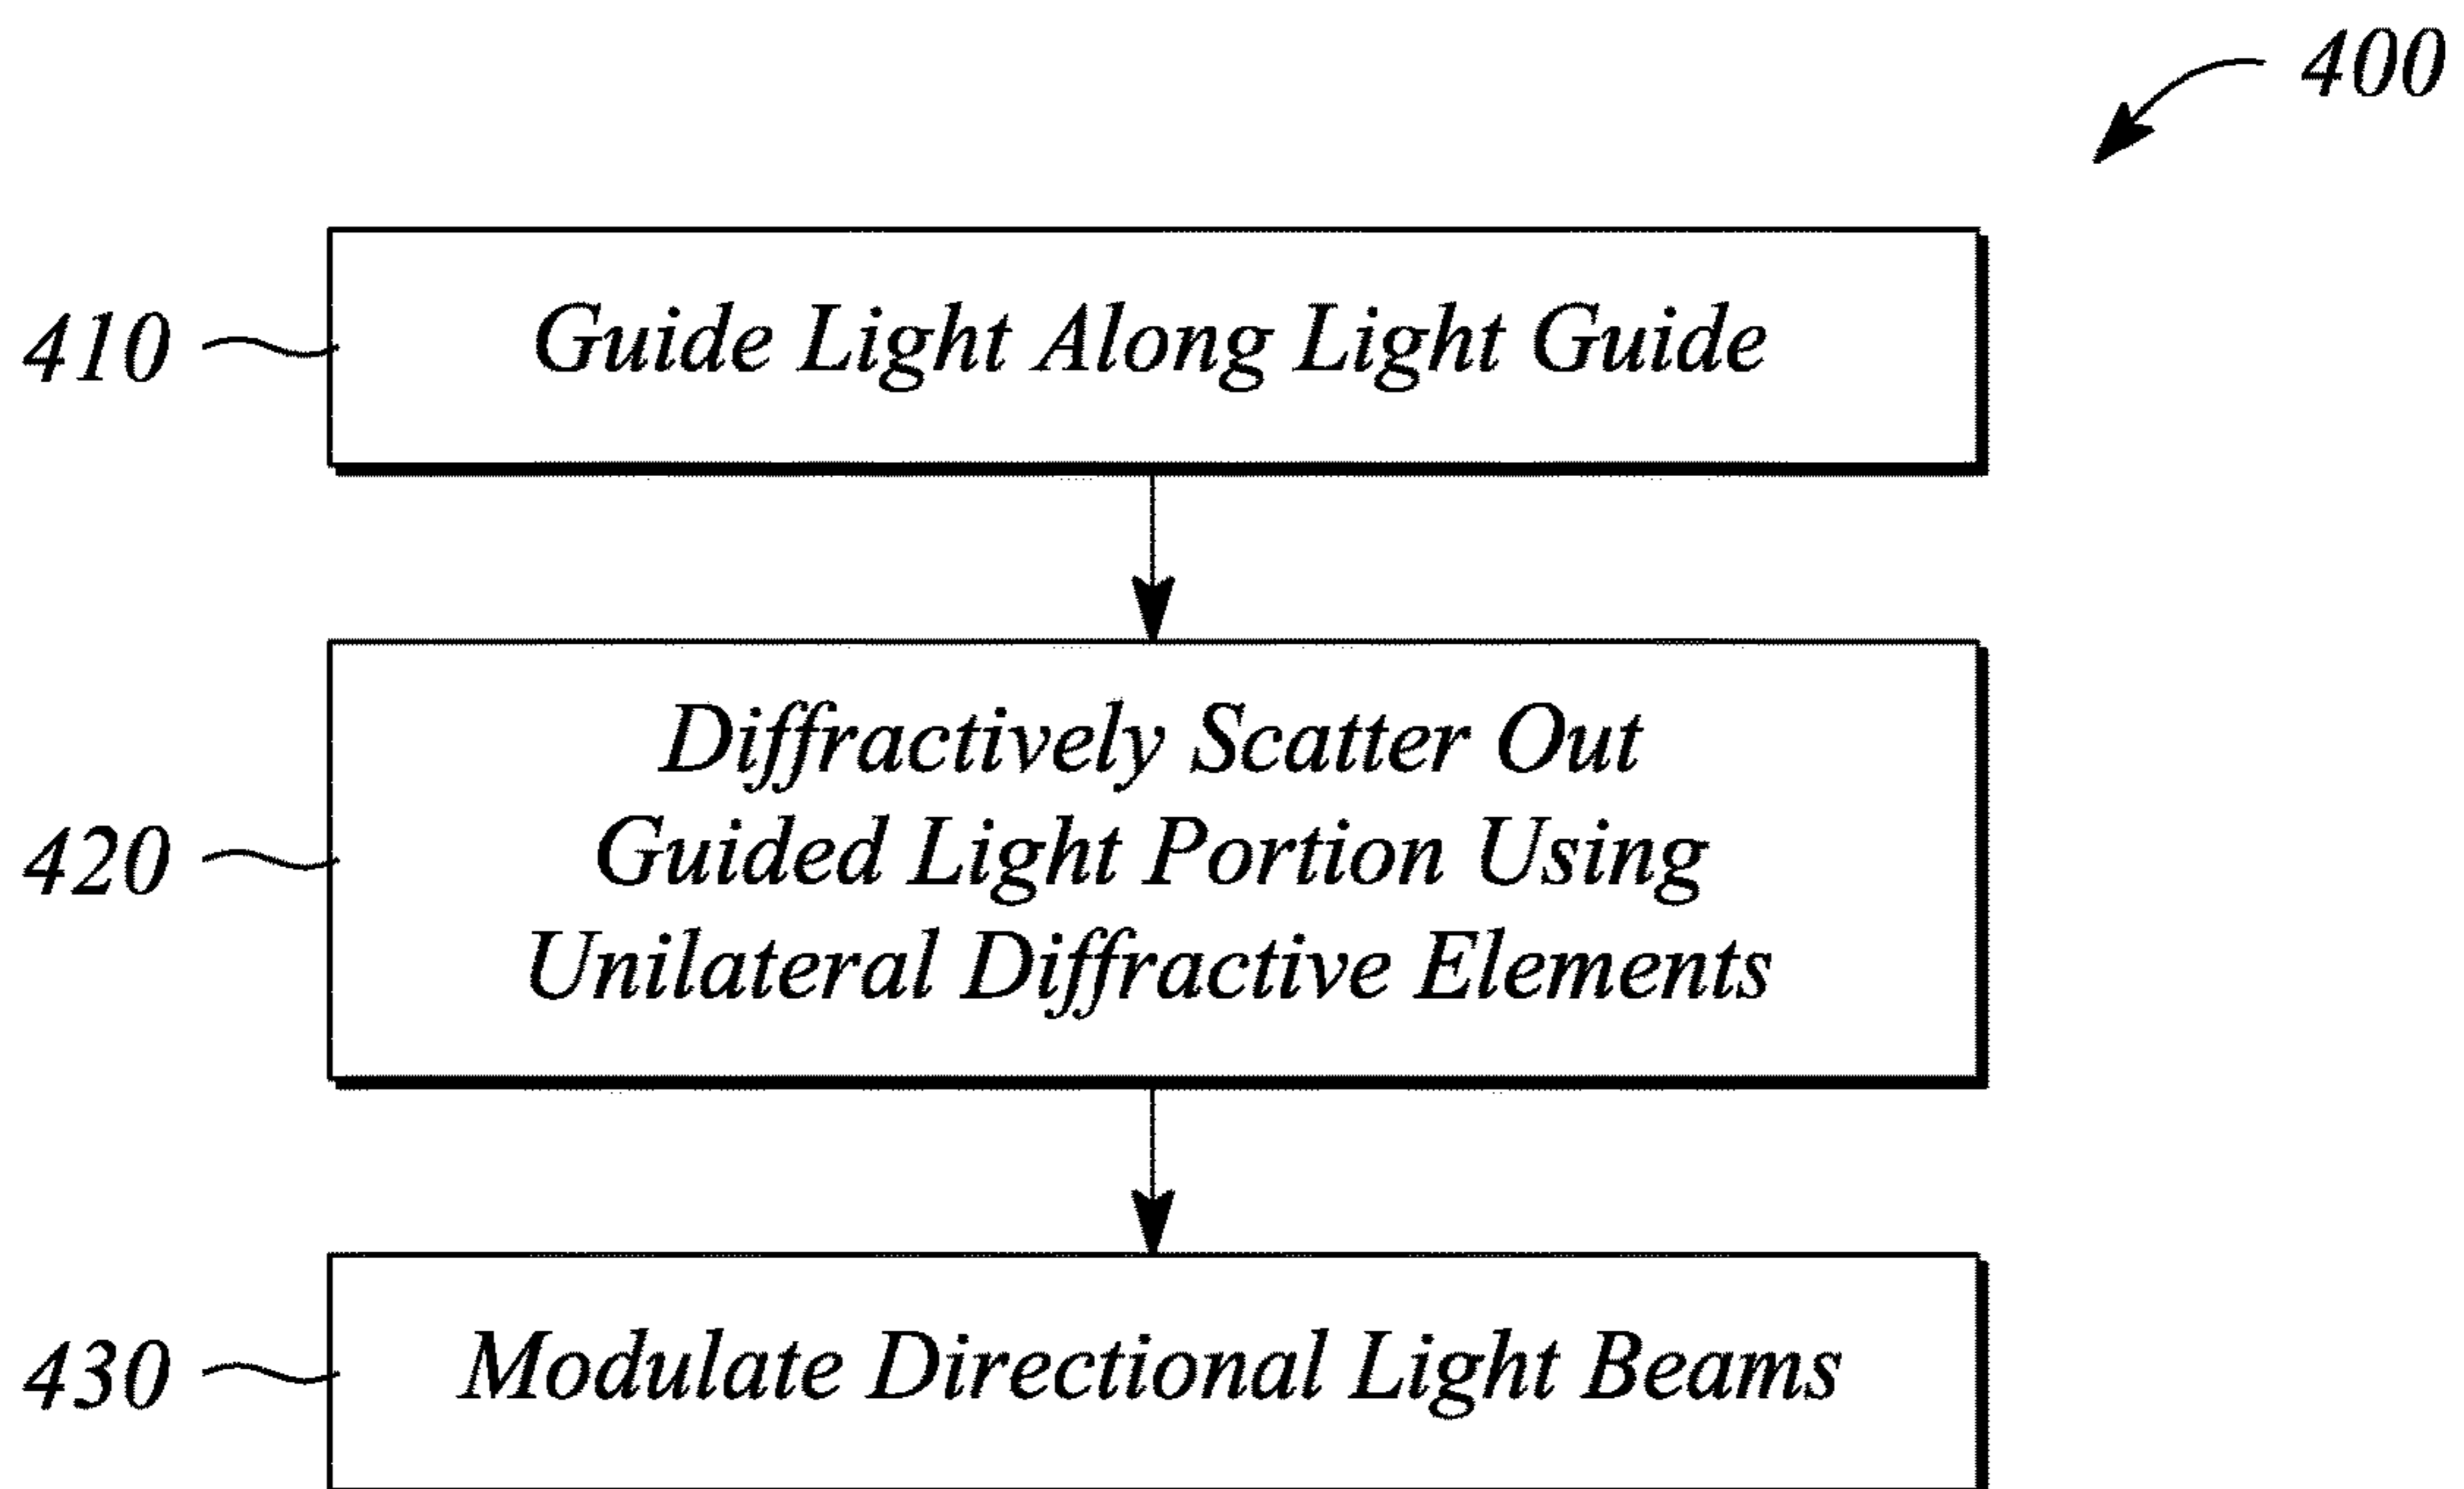 400
410
Guide Light Along Light Guide
420
Diffractively Scatter Out
Guided Light Portion Using
Unilateral Diffractive Elements
430
Modulate Directional Light Beams